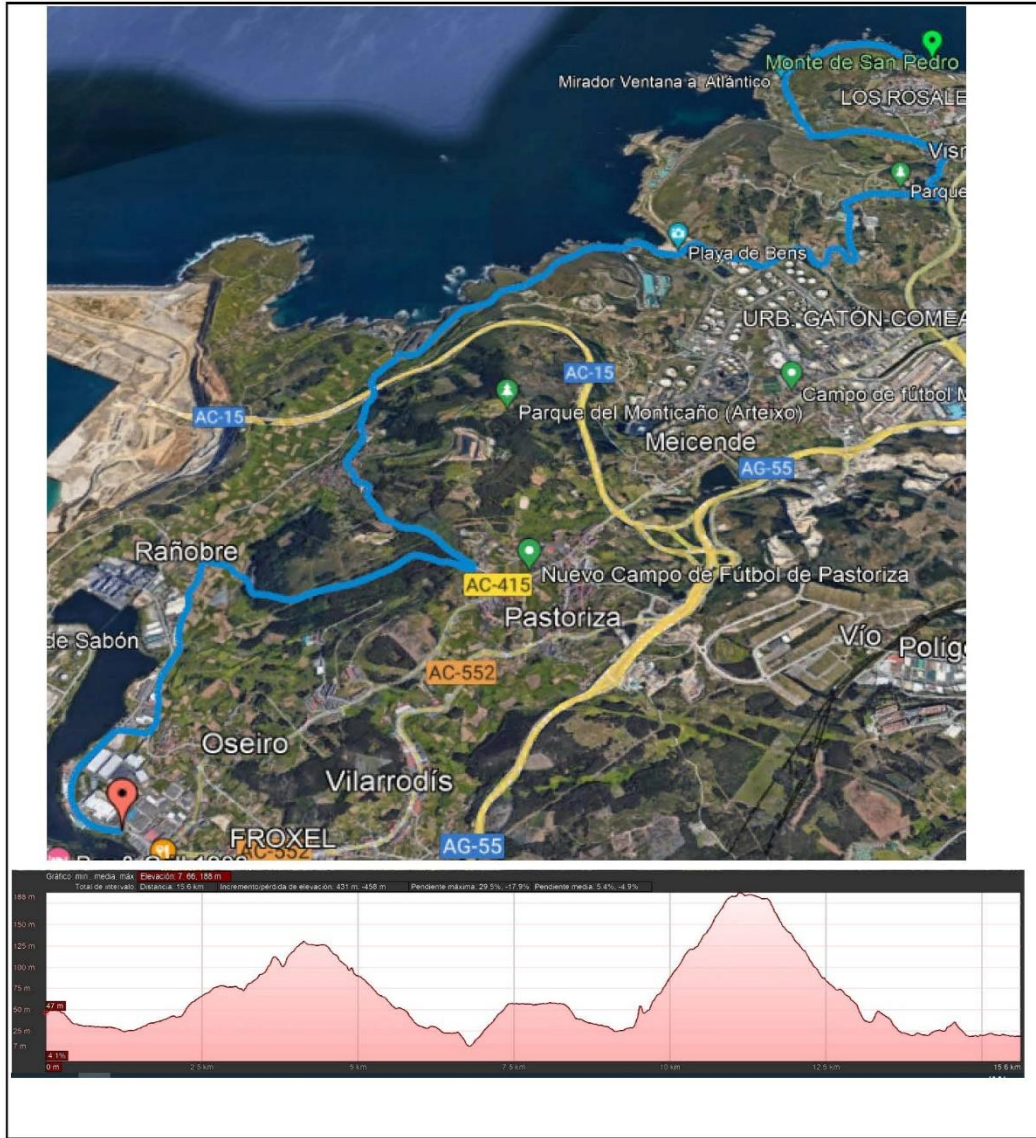 Monte de San Pedro
Mirador Ventana al Atlántico
LOS ROSALE
Visn
Parque
Playa de Bens
URB. GATÓN-COMEA
AC-15
AC-15
Campo de fútbol M
Parque del Monticaño (Arteixo)
Meicende
AG-55
Rañobre
Nuevo Campo de Fútbol de Pastoriza
AC-415
Pastoriza
de Sabón
Vío
Políg
AC-552
Oseiro
Vilarrodís
FROXEL
AC-552
AG-55
Gráfico: mín., media, máx. Elevación: 7, 66, 188 m
Total de intervalo: Distancia: 15.6 km Incremento/pérdida de elevación: 431 m, -458 m Pendiente máxima: 29.5%, -17.9% Pendiente media: 5.4%, -4.9%
188 m
150 m
125 m
100 m
75 m
50 m
47 m
25 m
7 m
-4.1%
0 m
2.5 km
5 km
7.5 km
10 km
12.5 km
15.6 km